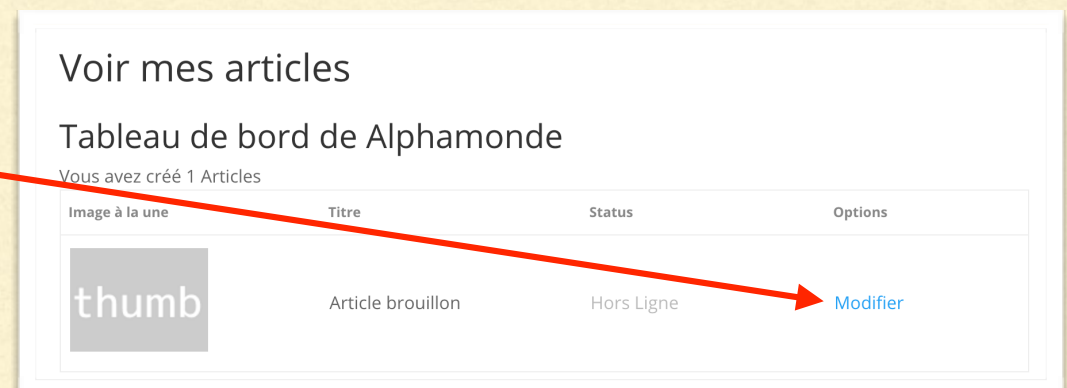 Voir mes articles
Tableau de bord de Alphamonde
Vous avez créé 1 Articles
Image à la une Titre Status Options
thumb Article brouillon Hors Ligne Modifier